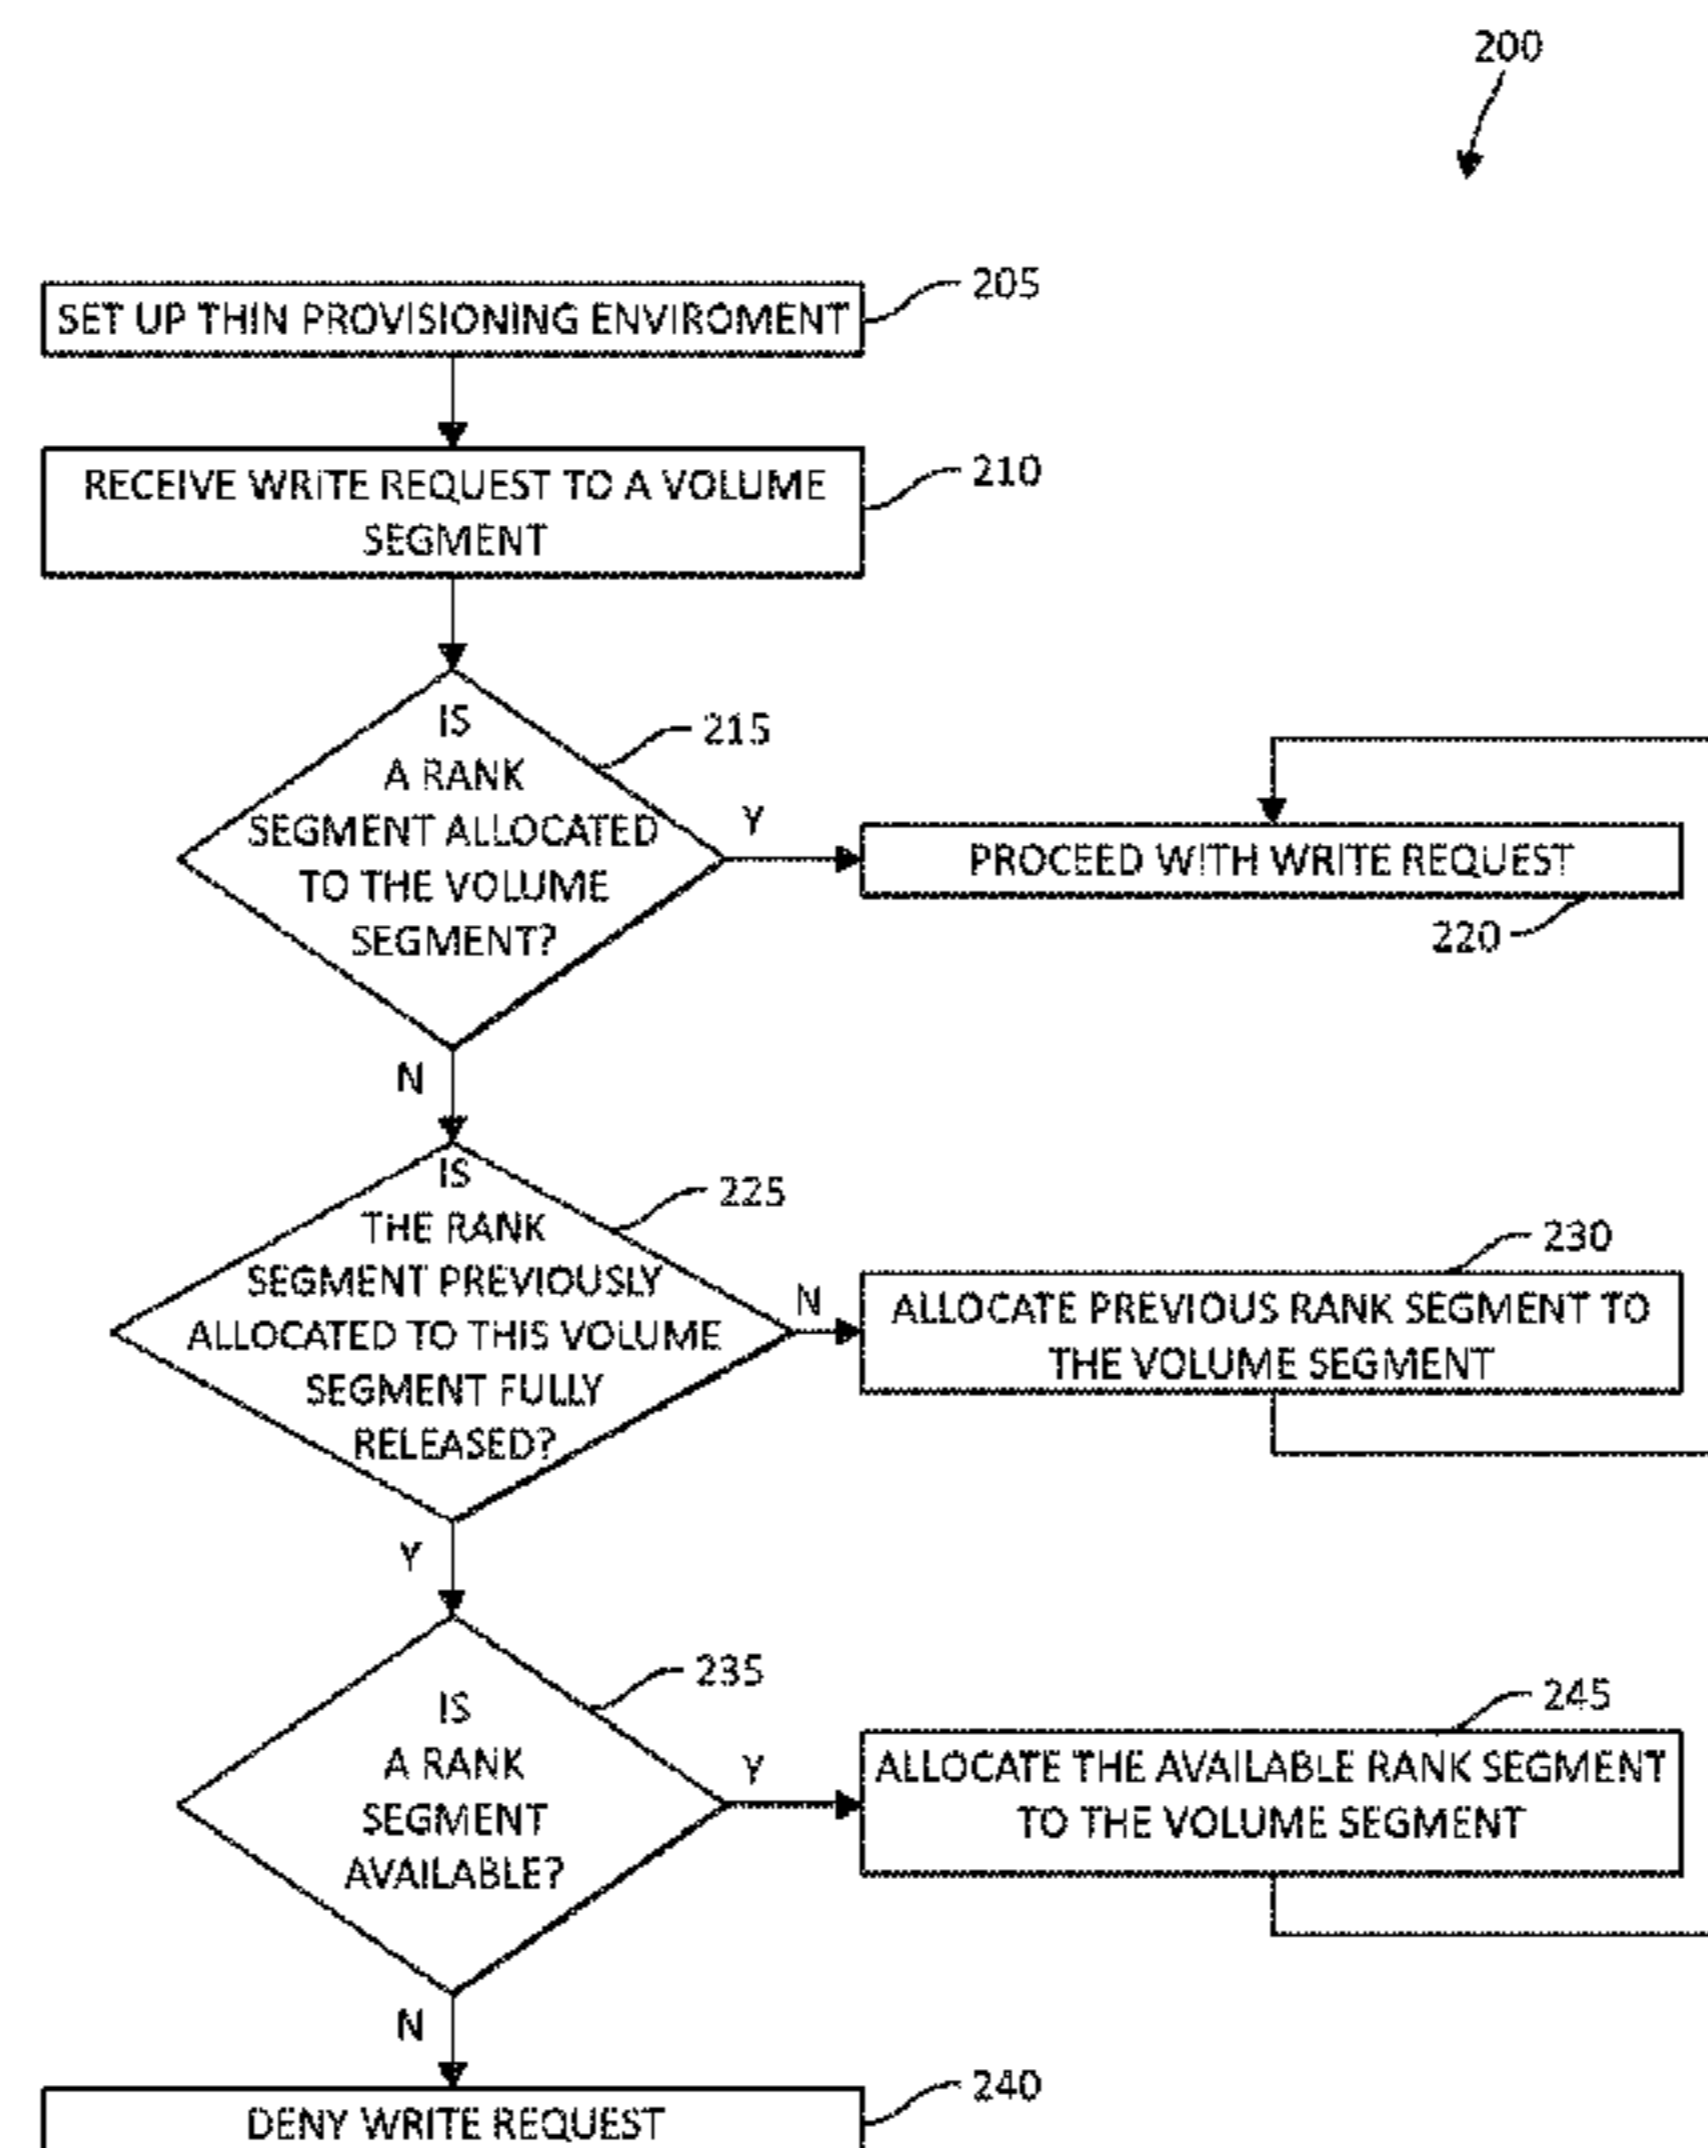 200
SET UP THIN PROVISIONING ENVIROMENT
205
RECEIVE WRITE REQUEST TO A VOLUME
SEGMENT
210
IS
A RANK
SEGMENT ALLOCATED
TO THE VOLUME
SEGMENT?
215
Y
PROCEED WITH WRITE REQUEST
220
N
IS
THE RANK
SEGMENT PREVIOUSLY
ALLOCATED TO THIS VOLUME
SEGMENT FULLY
RELEASED?
225
N
230
ALLOCATE PREVIOUS RANK SEGMENT TO
THE VOLUME SEGMENT
Y
IS
A RANK
SEGMENT
AVAILABLE?
235
Y
245
ALLOCATE THE AVAILABLE RANK SEGMENT
TO THE VOLUME SEGMENT
N
DENY WRITE REQUEST
240